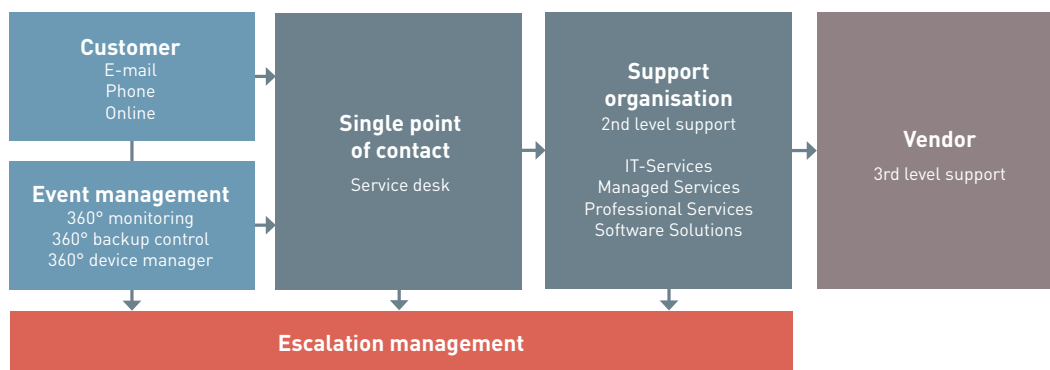 Customer
E-mail
Phone
Online
Event management
360° monitoring
360° backup control
360° device manager
Single point
of contact
Service desk
Support
organisation
2nd level support
IT-Services
Managed Services
Professional Services
Software Solutions
Vendor
3rd level support
Escalation management